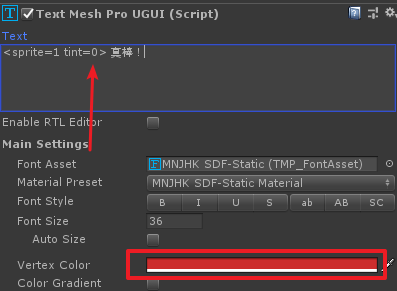 Text Mesh Pro UGUI (Script)
Text
<sprite=1 tint=0> 真棒！
Enable RTL Editor
Main Settings
Font Asset
MNJHK SDF-Static (TMP_FontAsset)
Material Preset
MNJHK SDF-Static Material
Font Style
B I U S ab AB SC
Font Size
36
Auto Size
Vertex Color
Color Gradient